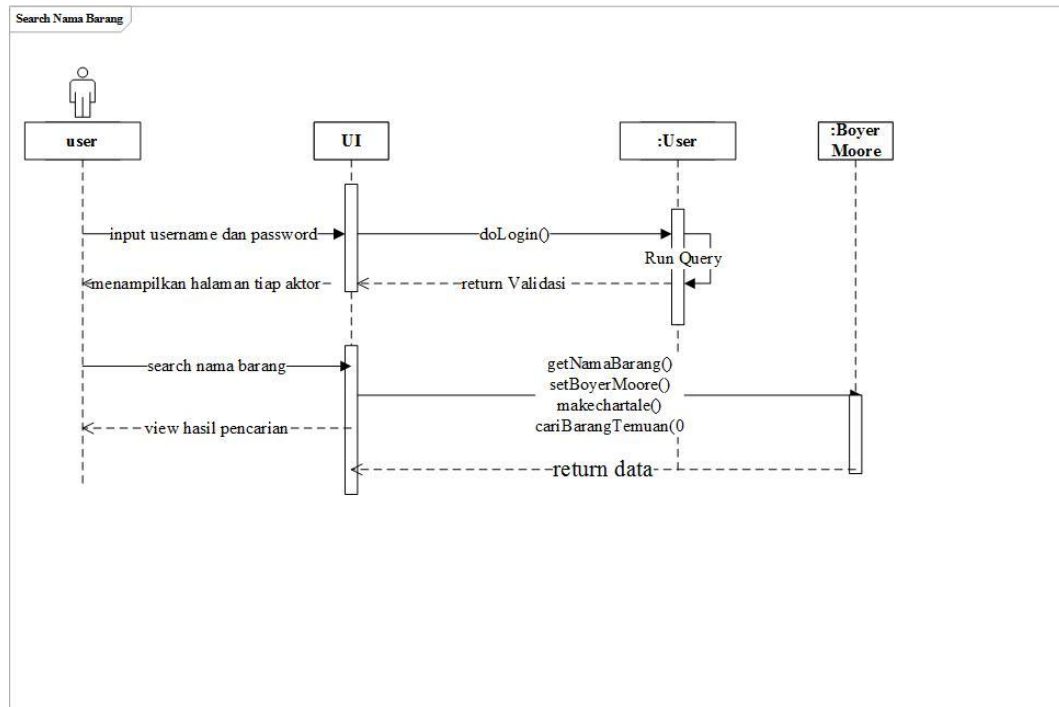 Search Nama Barang
user
UI
:User
:Boyer
Moore
input username dan password
doLogin()
Run Query
menampilkan halaman tiap aktor
return Validasi
search nama barang
getNamaBarang()
setBoyerMoore()
makechartale()
cariBarangTemuan(0
view hasil pencarian
return data